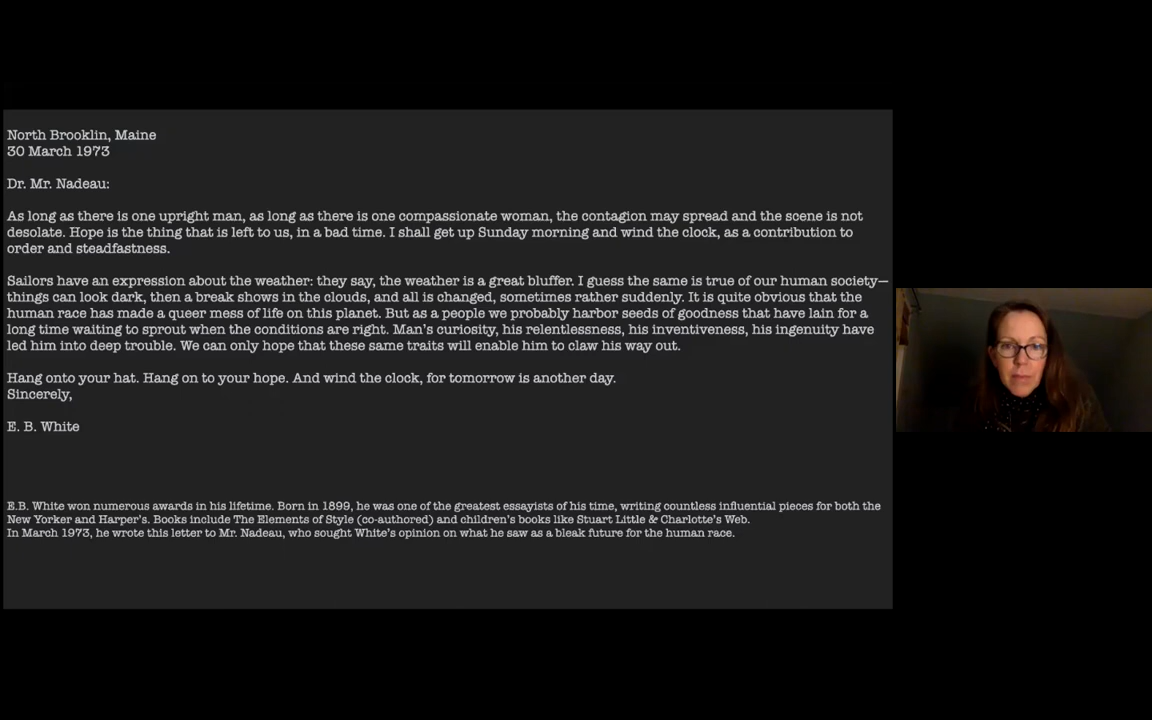 North Brooklin, Maine
30 March 1973
Dr. Mr. Nadeau:
As long as there is one upright man, as long as there is one compassionate woman, the contagion may spread and the scene is not
desolate. Hope is the thing that is left to us, in a bad time. I shall get up Sunday morning and wind the clock, as a contribution to
order and steadfastness.
Sailors have an expression about the weather: they say, the weather is a great bluffer. I guess the same is true of our human society—
things can look dark, then a break shows in the clouds, and all is changed, sometimes rather suddenly. It is quite obvious that the
human race has made a queer mess of life on this planet. But as a people we probably harbor seeds of goodness that have lain for a
long time waiting to sprout when the conditions are right. Man's curiosity, his relentlessness, his inventiveness, his ingenuity have
led him into deep trouble. We can only hope that these same traits will enable him to claw his way out.
Hang onto your hat. Hang on to your hope. And wind the clock, for tomorrow is another day.
Sincerely,
E. B. White
E.B. White won numerous awards in his lifetime. Born in 1899, he was one of the greatest essayists of his time, writing countless influential pieces for both the
New Yorker and Harper's. Books include The Elements of Style (co-authored) and children's books like Stuart Little & Charlotte's Web.
In March 1973, he wrote this letter to Mr. Nadeau, who sought White's opinion on what he saw as a bleak future for the human race.